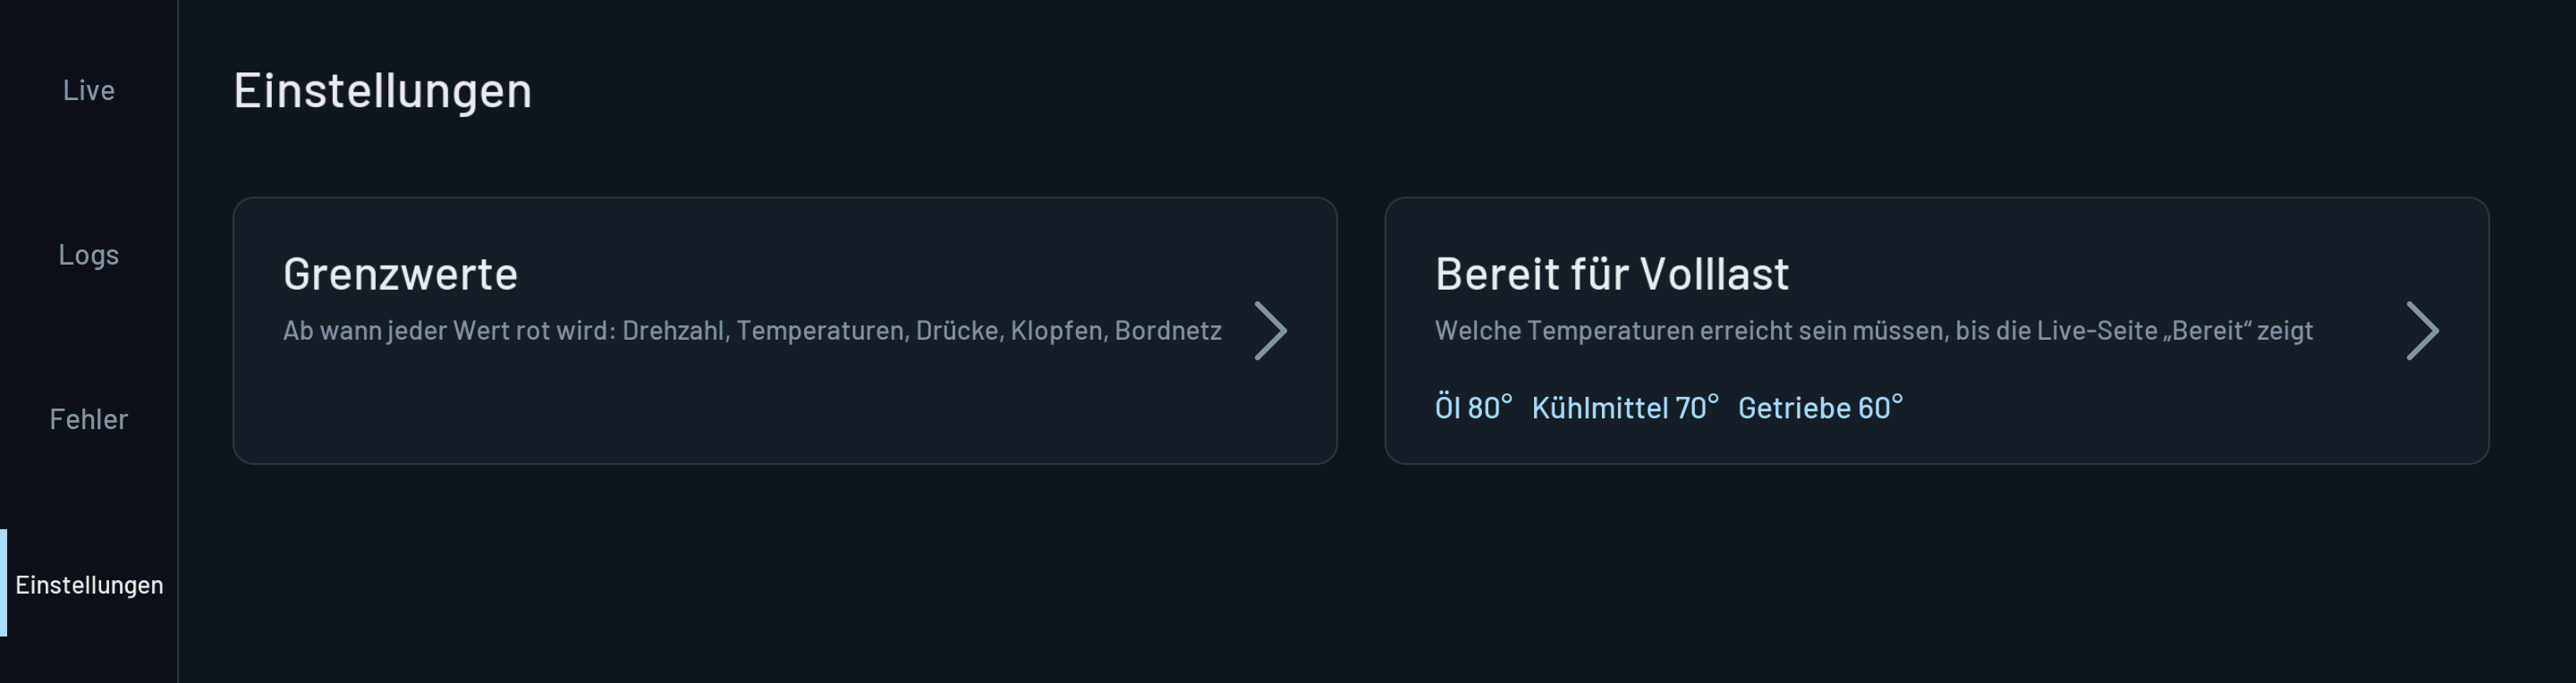 Live
Logs
Fehler
Einstellungen
Einstellungen
Grenzwerte
Ab wann jeder Wert rot wird: Drehzahl, Temperaturen, Drücke, Klopfen, Bordnetz
Bereit für Volllast
Welche Temperaturen erreicht sein müssen, bis die Live-Seite „Bereit“ zeigt
Öl 80° Kühlmittel 70° Getriebe 60°